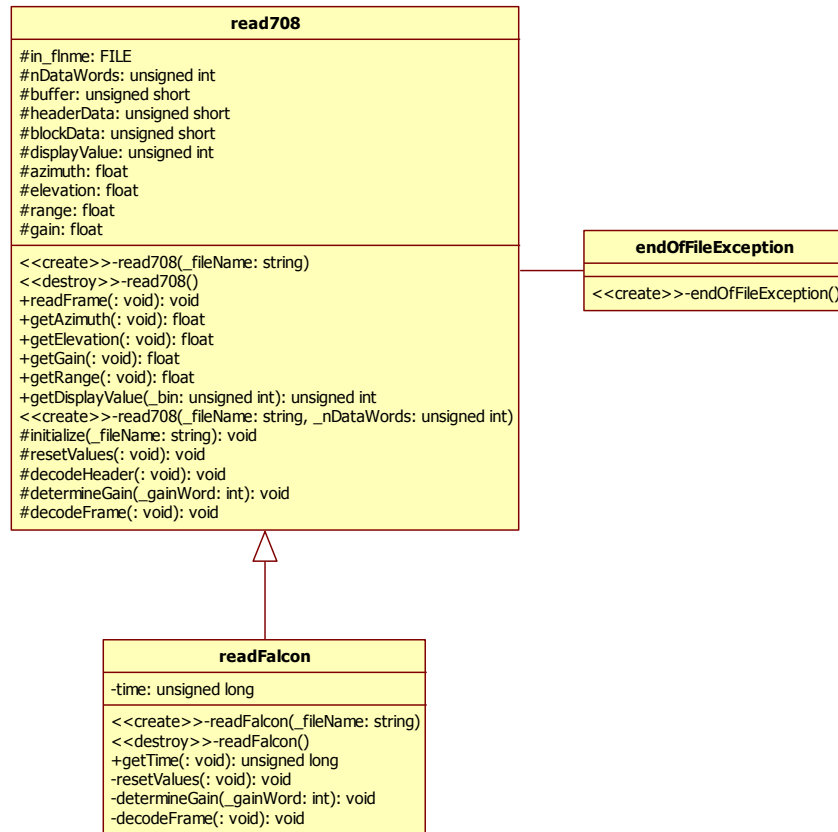 read708
#in_flnme: FILE
#nDataWords: unsigned int
#buffer: unsigned short
#headerData: unsigned short
#blockData: unsigned short
#displayValue: unsigned int
#azimuth: float
#elevation: float
#range: float
#gain: float
<<create>>-read708(_fileName: string)
<<destroy>>-read708()
+readFrame(: void): void
+getAzimuth(: void): float
+getElevation(: void): float
+getGain(: void): float
+getRange(: void): float
+getDisplayValue(_bin: unsigned int): unsigned int
<<create>>-read708(_fileName: string, _nDataWords: unsigned int)
#initialize(_fileName: string): void
#resetValues(: void): void
#decodeHeader(: void): void
#determineGain(_gainWord: int): void
#decodeFrame(: void): void
endOfFileException
<<create>>-endOfFileException()
readFalcon
-time: unsigned long
<<create>>-readFalcon(_fileName: string)
<<destroy>>-readFalcon()
+getTime(: void): unsigned long
-resetValues(: void): void
-determineGain(_gainWord: int): void
-decodeFrame(: void): void